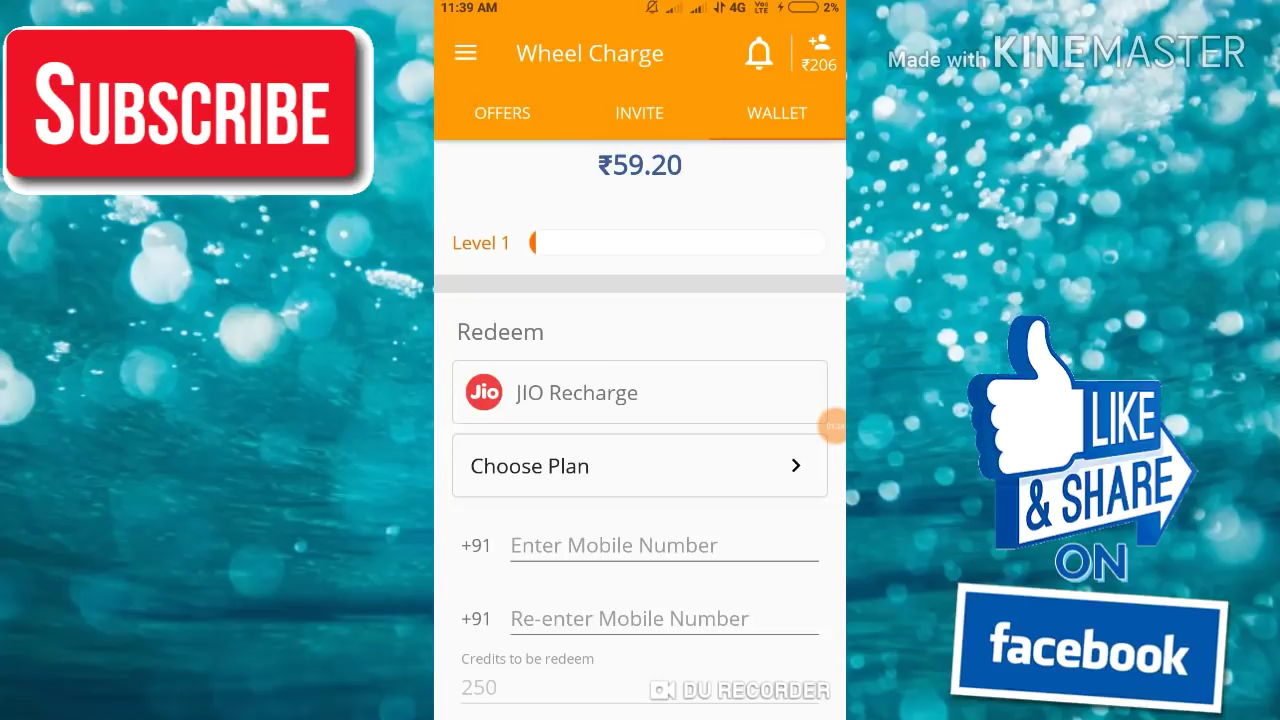 SUBSCRIBE
11:39 AM
4G
Vo)
LTE
2%
Made with KINEMASTER
Wheel Charge
₹206
OFFERS
INVITE
WALLET
₹59.20
Level 1
Redeem
Jio
JIO Recharge
Choose Plan
+91 Enter Mobile Number
+91 Re-enter Mobile Number
Credits to be redeem
250
DU RECORDER
LIKE
& SHARE
ON
facebook